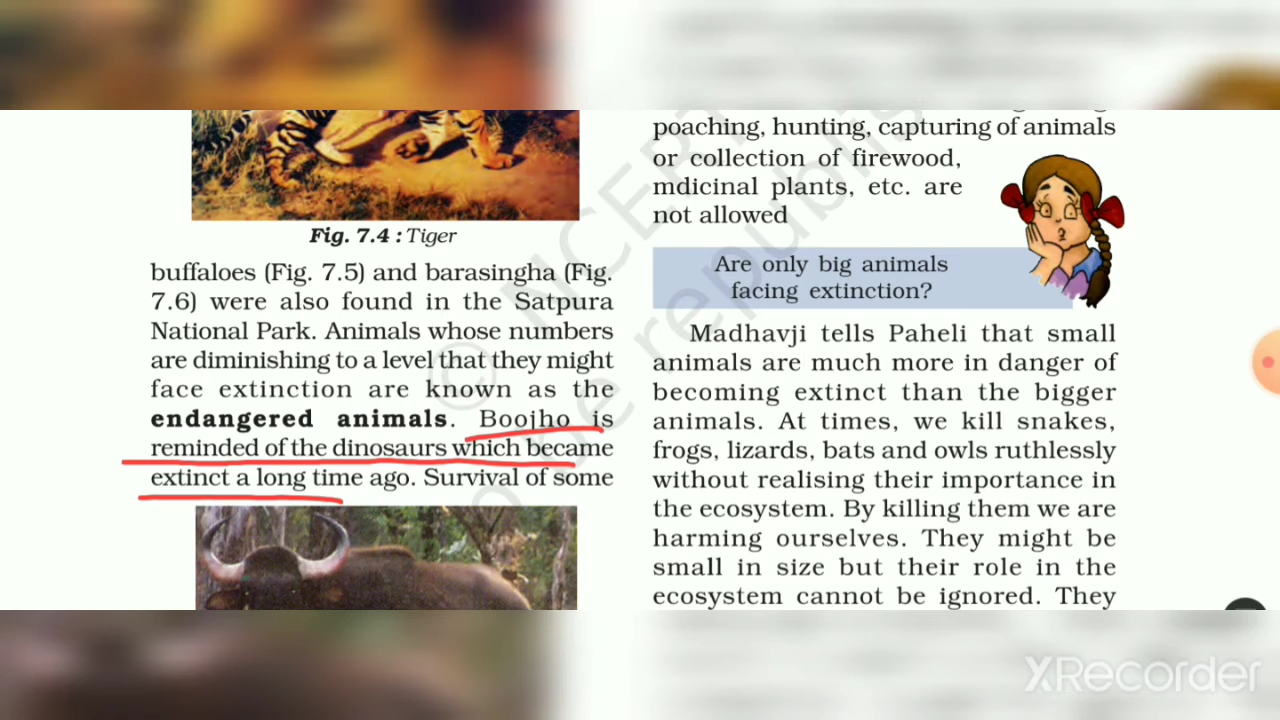 Fig. 7.4 : Tiger
buffaloes (Fig. 7.5) and barasingha (Fig.
7.6) were also found in the Satpura
National Park. Animals whose numbers
are diminishing to a level that they might
face extinction are known as the
endangered animals. Boojho is
reminded of the dinosaurs which became
extinct a long time ago. Survival of some
poaching, hunting, capturing of animals
or collection of firewood,
mdicinal plants, etc. are
not allowed
Are only big animals
facing extinction?
Madhavji tells Paheli that small
animals are much more in danger of
becoming extinct than the bigger
animals. At times, we kill snakes,
frogs, lizards, bats and owls ruthlessly
without realising their importance in
the ecosystem. By killing them we are
harming ourselves. They might be
small in size but their role in the
ecosystem cannot be ignored. They
© NCERT
be republi
XRecorder